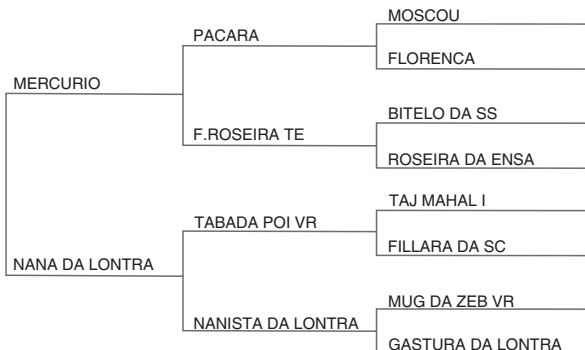 MOSCOU
PACARA
FLORENCA
MERCURIO
BITELO DA SS
F.ROSEIRA TE
ROSEIRA DA ENSA
TAJ MAHAL I
TABADA POI VR
FILLARA DA SC
NANA DA LONTRA
MUG DA ZEB VR
NANISTA DA LONTRA
GASTURA DA LONTRA